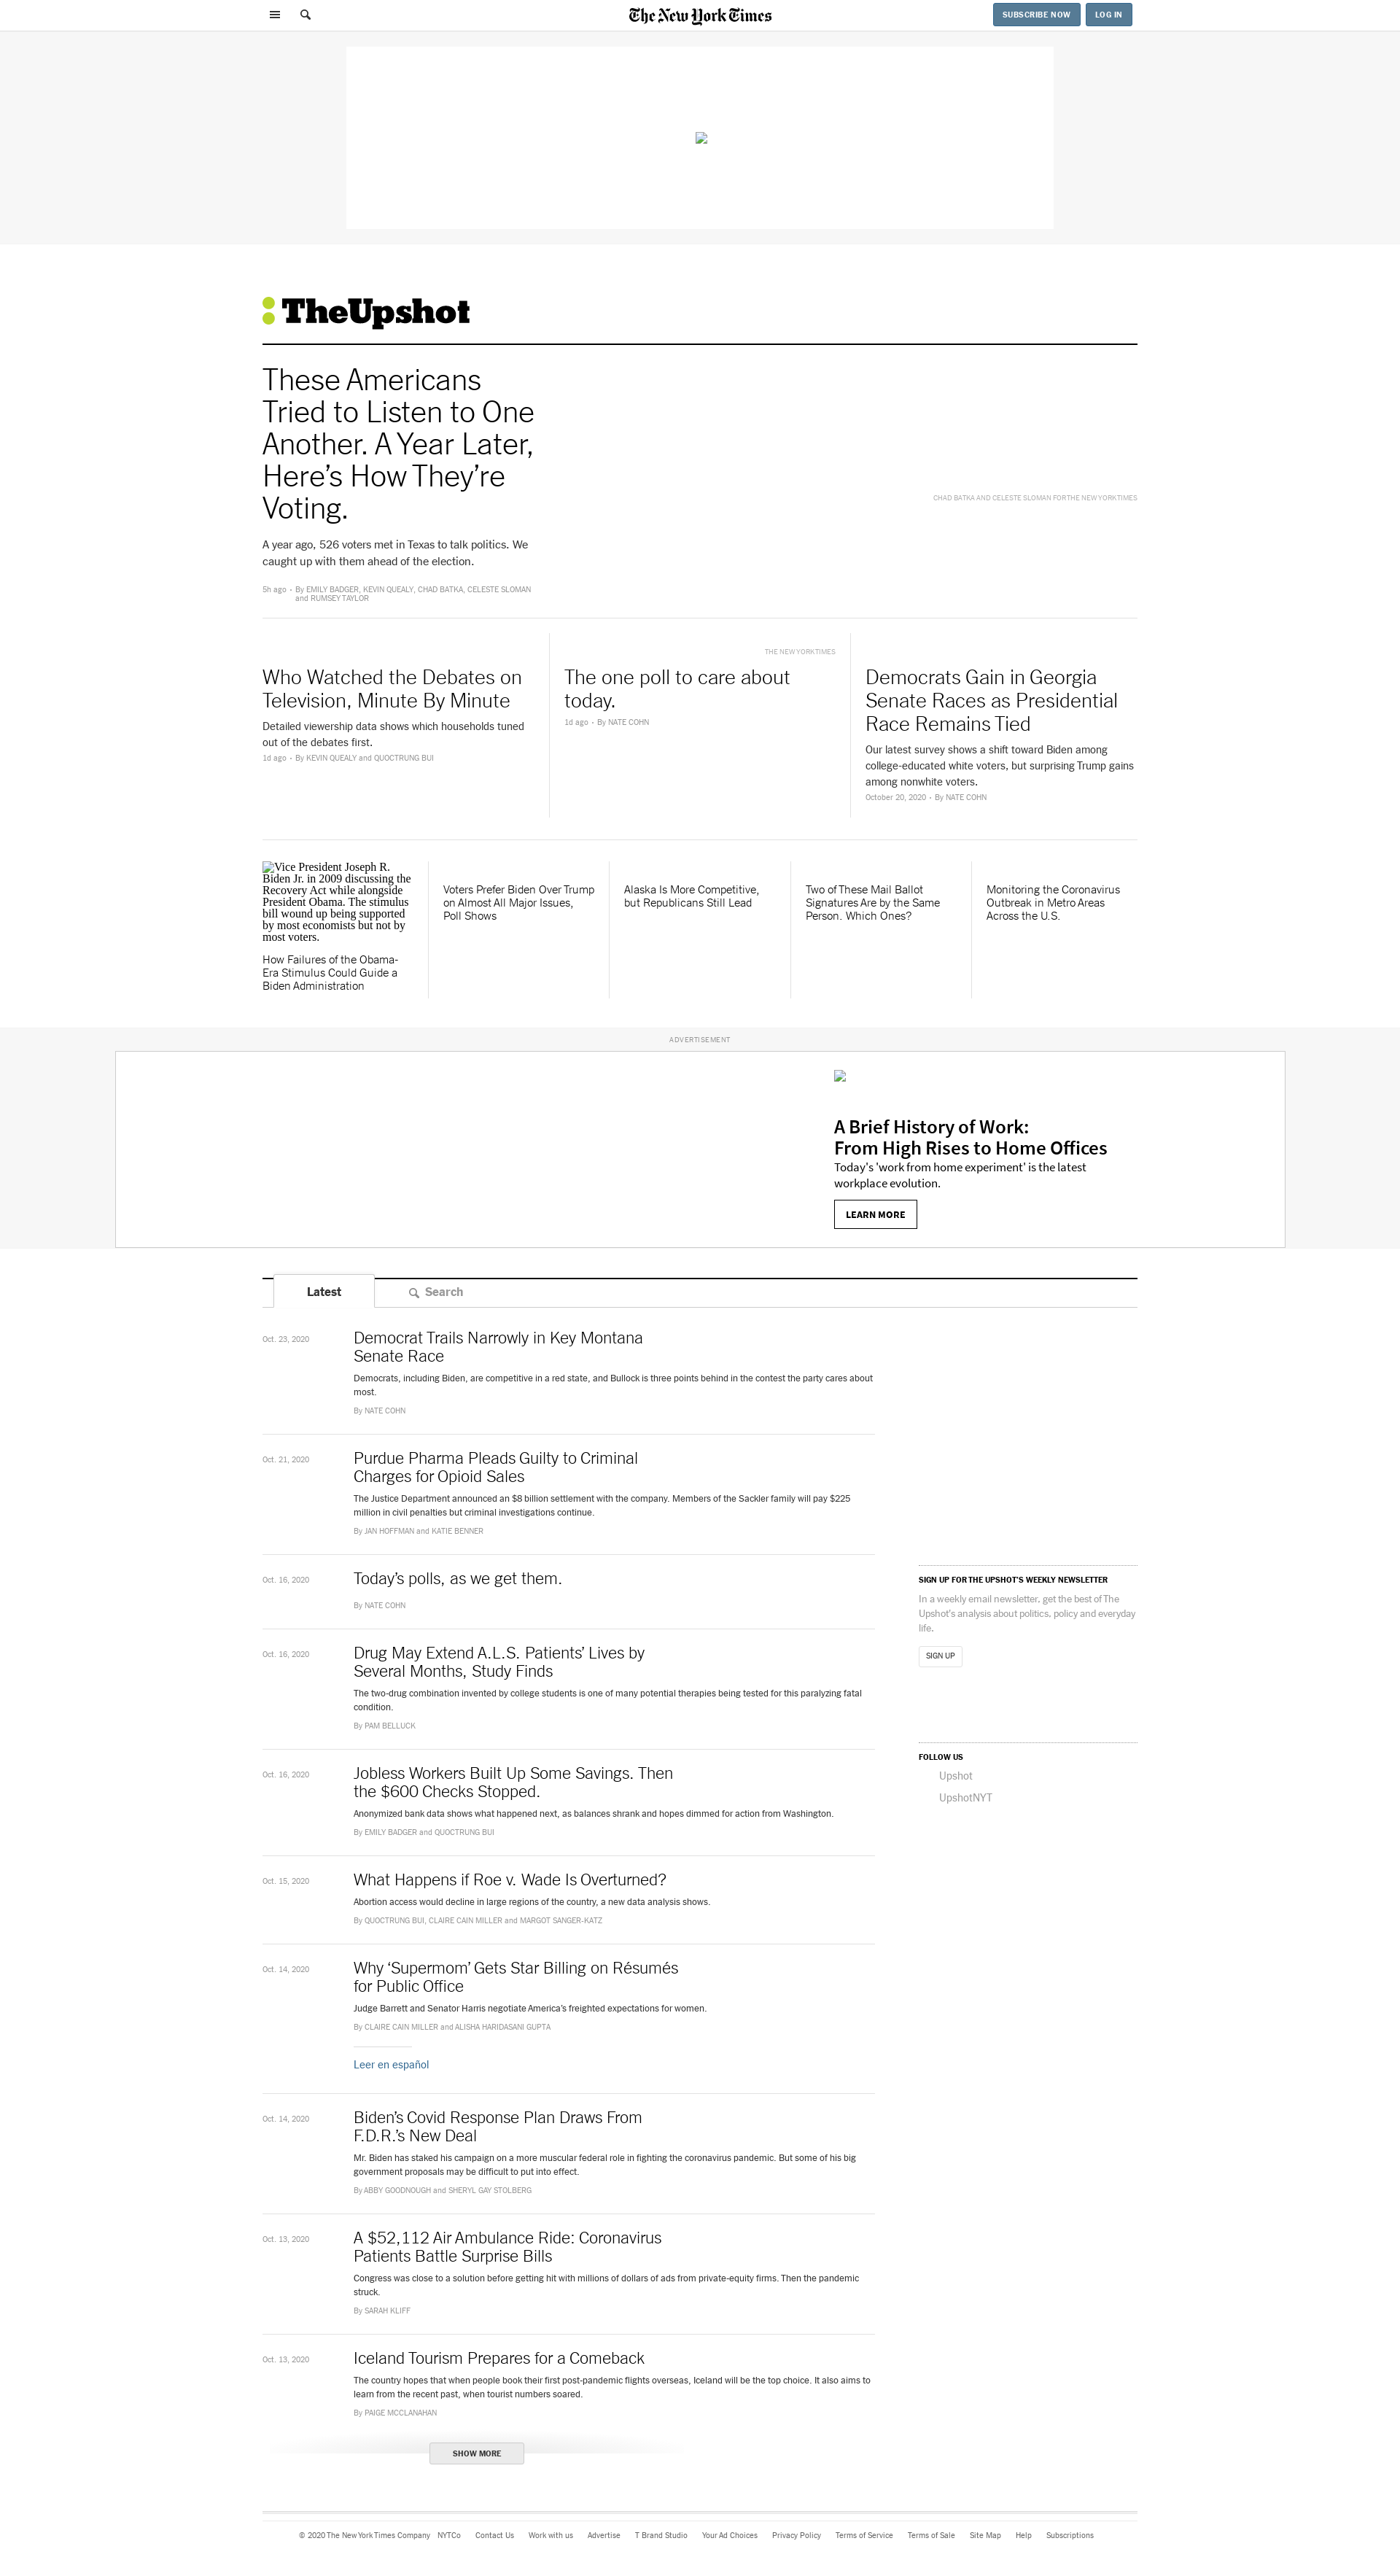 The New York Times
SUBSCRIBE NOW
LOG IN
TheUpshot
These Americans
Tried to Listen to One
Another. A Year Later,
Here’s How They’re
Voting.
A year ago, 526 voters met in Texas to talk politics. We
caught up with them ahead of the election.
5h ago • By EMILY BADGER, KEVIN QUEALY, CHAD BATKA, CELESTE SLOMAN
and RUMSEY TAYLOR
CHAD BATKA AND CELESTE SLOMAN FOR THE NEW YORK TIMES
Who Watched the Debates on
Television, Minute By Minute
Detailed viewership data shows which households tuned
out of the debates first.
1d ago • By KEVIN QUEALY and QUOCTRUNG BUI
THE NEW YORK TIMES
The one poll to care about
today.
1d ago • By NATE COHN
Democrats Gain in Georgia
Senate Races as Presidential
Race Remains Tied
Our latest survey shows a shift toward Biden among
college-educated white voters, but surprising Trump gains
among nonwhite voters.
October 20, 2020 • By NATE COHN
Vice President Joseph R.
Biden Jr. in 2009 discussing the
Recovery Act while alongside
President Obama. The stimulus
bill wound up being supported
by most economists but not by
most voters.
How Failures of the Obama-
Era Stimulus Could Guide a
Biden Administration
Voters Prefer Biden Over Trump
on Almost All Major Issues,
Poll Shows
Alaska Is More Competitive,
but Republicans Still Lead
Two of These Mail Ballot
Signatures Are by the Same
Person. Which Ones?
Monitoring the Coronavirus
Outbreak in Metro Areas
Across the U.S.
ADVERTISEMENT
A Brief History of Work:
From High Rises to Home Offices
Today's 'work from home experiment' is the latest
workplace evolution.
LEARN MORE
Latest
Search
Oct. 23, 2020
Democrat Trails Narrowly in Key Montana
Senate Race
Democrats, including Biden, are competitive in a red state, and Bullock is three points behind in the contest the party cares about
most.
By NATE COHN
Oct. 21, 2020
Purdue Pharma Pleads Guilty to Criminal
Charges for Opioid Sales
The Justice Department announced an $8 billion settlement with the company. Members of the Sackler family will pay $225
million in civil penalties but criminal investigations continue.
By JAN HOFFMAN and KATIE BENNER
Oct. 16, 2020
Today’s polls, as we get them.
By NATE COHN
Oct. 16, 2020
Drug May Extend A.L.S. Patients’ Lives by
Several Months, Study Finds
The two-drug combination invented by college students is one of many potential therapies being tested for this paralyzing fatal
condition.
By PAM BELLUCK
Oct. 16, 2020
Jobless Workers Built Up Some Savings. Then
the $600 Checks Stopped.
Anonymized bank data shows what happened next, as balances shrank and hopes dimmed for action from Washington.
By EMILY BADGER and QUOCTRUNG BUI
Oct. 15, 2020
What Happens if Roe v. Wade Is Overturned?
Abortion access would decline in large regions of the country, a new data analysis shows.
By QUOCTRUNG BUI, CLAIRE CAIN MILLER and MARGOT SANGER-KATZ
Oct. 14, 2020
Why ‘Supermom’ Gets Star Billing on Résumés
for Public Office
Judge Barrett and Senator Harris negotiate America’s freighted expectations for women.
By CLAIRE CAIN MILLER and ALISHA HARIDASANI GUPTA
Leer en español
Oct. 14, 2020
Biden’s Covid Response Plan Draws From
F.D.R.’s New Deal
Mr. Biden has staked his campaign on a more muscular federal role in fighting the coronavirus pandemic. But some of his big
government proposals may be difficult to put into effect.
By ABBY GOODNOUGH and SHERYL GAY STOLBERG
Oct. 13, 2020
A $52,112 Air Ambulance Ride: Coronavirus
Patients Battle Surprise Bills
Congress was close to a solution before getting hit with millions of dollars of ads from private-equity firms. Then the pandemic
struck.
By SARAH KLIFF
Oct. 13, 2020
Iceland Tourism Prepares for a Comeback
The country hopes that when people book their first post-pandemic flights overseas, Iceland will be the top choice. It also aims to
learn from the recent past, when tourist numbers soared.
By PAIGE MCCLANAHAN
SHOW MORE
SIGN UP FOR THE UPSHOT’S WEEKLY NEWSLETTER
In a weekly email newsletter, get the best of The
Upshot’s analysis about politics, policy and everyday
life.
SIGN UP
FOLLOW US
Upshot
UpshotNYT
© 2020 The New York Times Company NYTCo Contact Us Work with us Advertise T Brand Studio Your Ad Choices Privacy Policy Terms of Service Terms of Sale Site Map Help Subscriptions